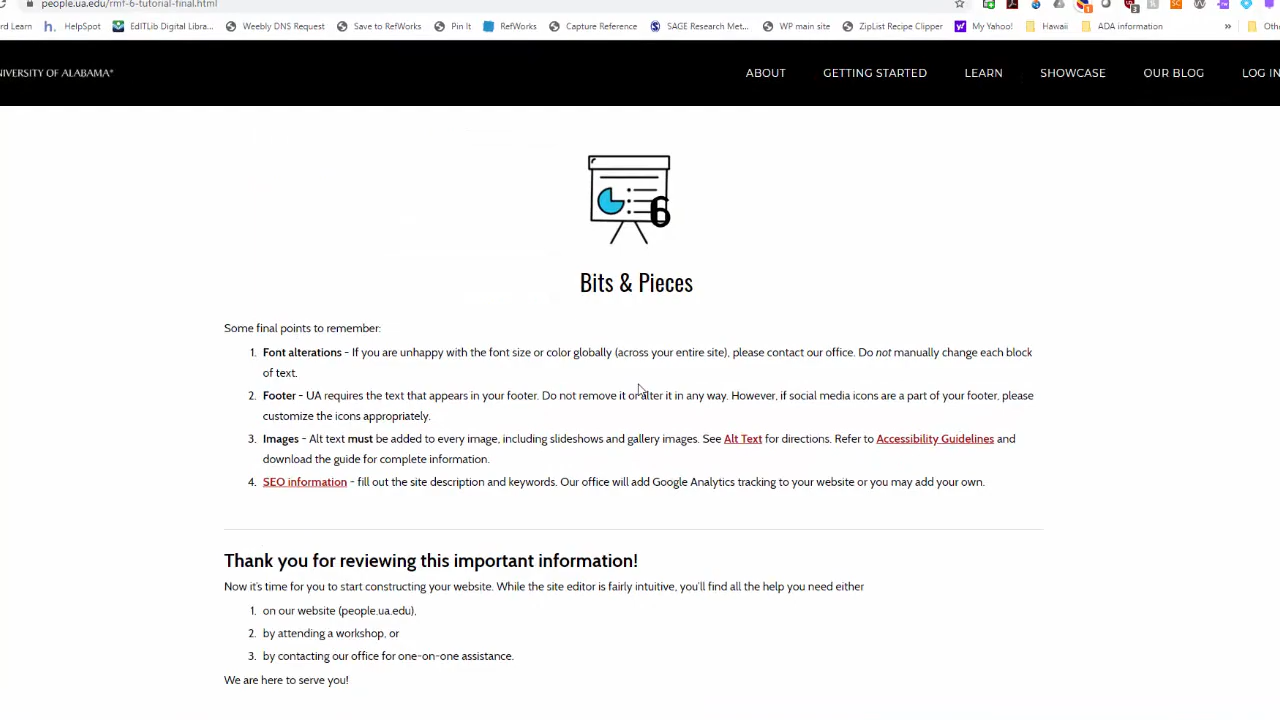 people.ua.edu/rmf-6-tutorial-final.html
rd Learn h. HelpSpot EdITLib Digital Libra... Weebly DNS Request Save to RefWorks Pin It RefWorks Capture Reference SAGE Research Met... WP main site ZipList Recipe Clipper My Yahoo! Hawaii ADA information » Oth
NIVERSITY OF ALABAMA® ABOUT GETTING STARTED LEARN SHOWCASE OUR BLOG LOG IN
6
Bits & Pieces
Some final points to remember:
1. Font alterations - If you are unhappy with the font size or color globally (across your entire site), please contact our office. Do not manually change each block
of text.
2. Footer - UA requires the text that appears in your footer. Do not remove it or alter it in any way. However, if social media icons are a part of your footer, please
customize the icons appropriately.
3. Images - Alt text must be added to every image, including slideshows and gallery images. See Alt Text for directions. Refer to Accessibility Guidelines and
download the guide for complete information.
4. SEO information - fill out the site description and keywords. Our office will add Google Analytics tracking to your website or you may add your own.
Thank you for reviewing this important information!
Now it's time for you to start constructing your website. While the site editor is fairly intuitive, you'll find all the help you need either
1. on our website (people.ua.edu),
2. by attending a workshop, or
3. by contacting our office for one-on-one assistance.
We are here to serve you!